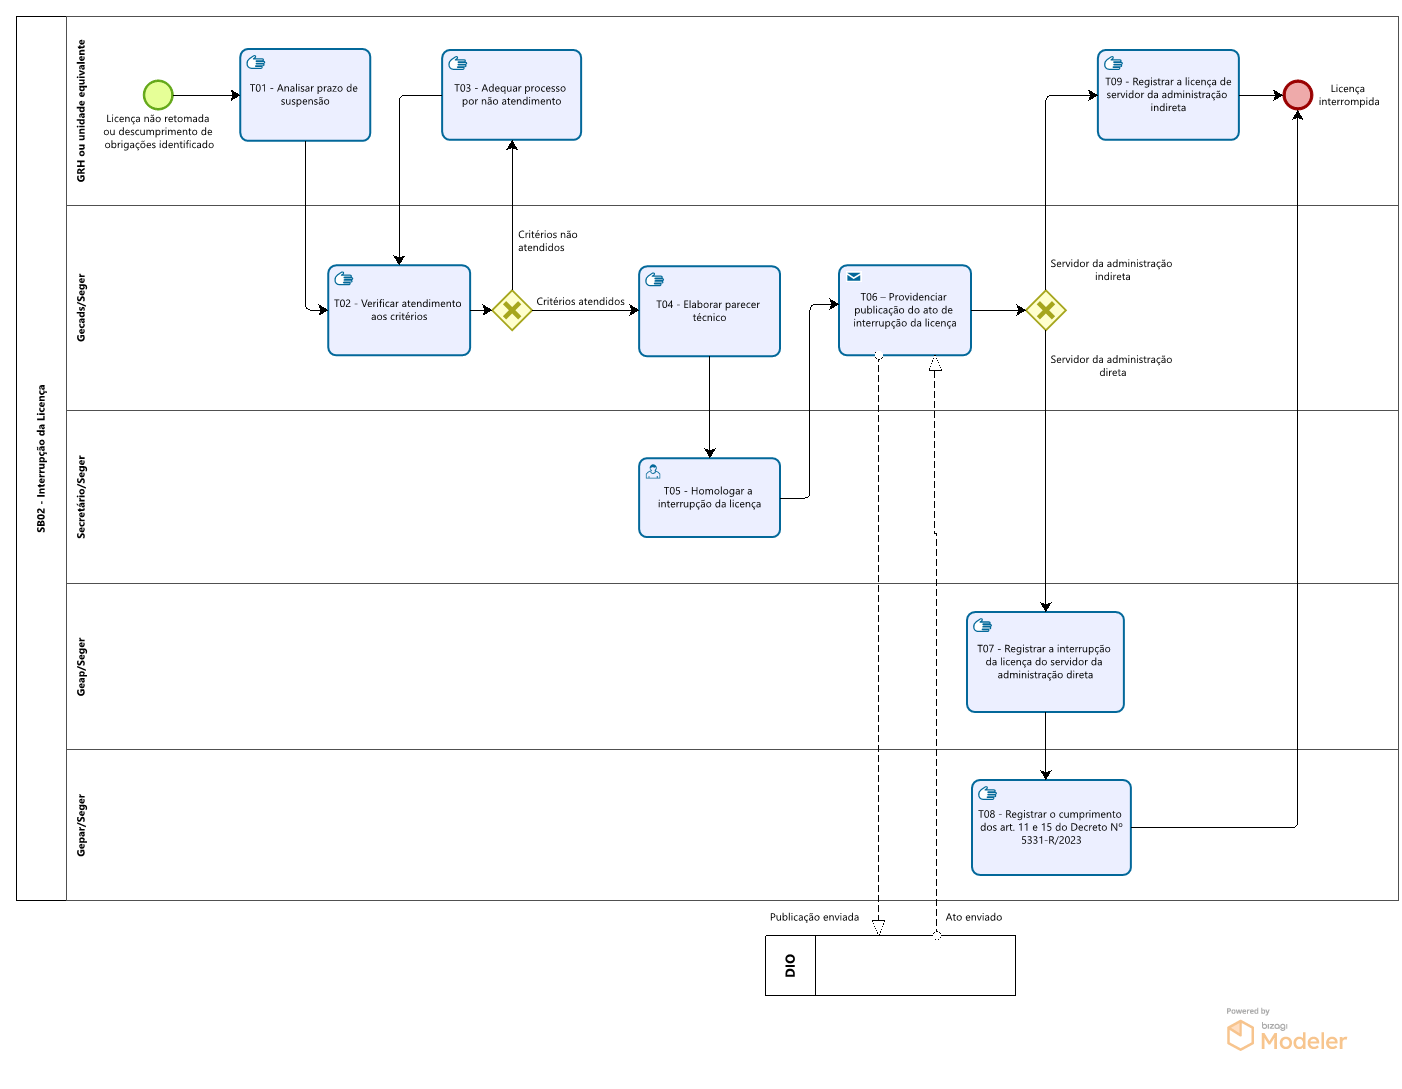 SB02 - Interrupção da Licença
GRH ou unidade equivalente
Licença não retomada
ou descumprimento de
obrigações identificado
T01 - Analisar prazo de
suspensão
T03 - Adequar processo
por não atendimento
T09 - Registrar a licença de
servidor da administração
indireta
Licença
interrompida
Gecads/Seger
T02 - Verificar atendimento
aos critérios
Critérios não
atendidos
Critérios atendidos
T04 - Elaborar parecer
técnico
T06 – Providenciar
publicação do ato de
interrupção da licença
Servidor da administração
indireta
Servidor da administração
direta
Secretário/Seger
T05 - Homologar a
interrupção da licença
Geap/Seger
T07 - Registrar a interrupção
da licença do servidor da
administração direta
Gepar/Seger
T08 - Registrar o cumprimento
dos art. 11 e 15 do Decreto Nº
5331-R/2023
Publicação enviada
Ato enviado
DIO
Powered by
bizagi
Modeler